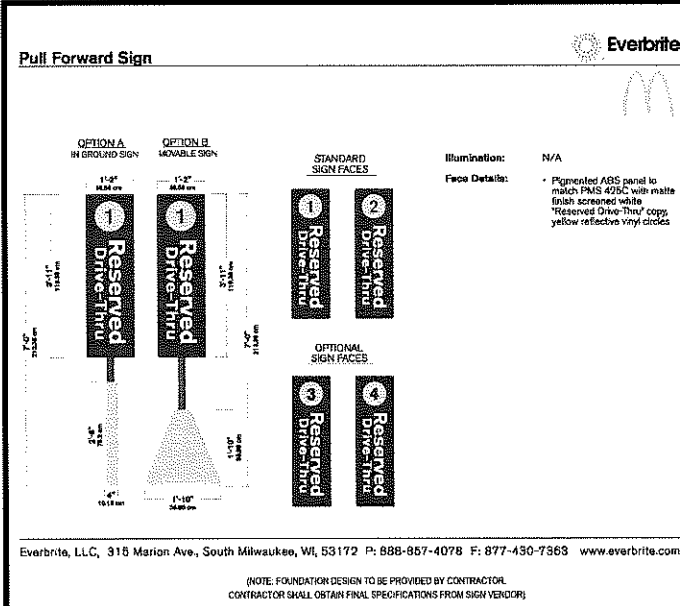 Pull Forward Sign
Everbrite
OPTION A
IN GROUND SIGN
OPTION B
MOVABLE SIGN
1'-2"
1'-2"
3'-11"
3'-11"
7'-0"
7'-0"
1
Reserved
Drive-Thru
1
Reserved
Drive-Thru
2'-6"
6"
1'-10"
1'-10"
STANDARD
SIGN FACES
1
Reserved
Drive-Thru
2
Reserved
Drive-Thru
OPTIONAL
SIGN FACES
3
Reserved
Drive-Thru
4
Reserved
Drive-Thru
Illumination: N/A
Face Details: • Pigmented ABS panel to
match PMS 425C with matte
finish screened white
"Reserved Drive-Thru" copy,
yellow reflective vinyl circles
Everbrite, LLC, 315 Marion Ave., South Milwaukee, WI, 53172 P: 888-857-4078 F: 877-430-7363 www.everbrite.com
(NOTE: FOUNDATION DESIGN TO BE PROVIDED BY CONTRACTOR.
CONTRACTOR SHALL OBTAIN FINAL SPECIFICATIONS FROM SIGN VENDOR)